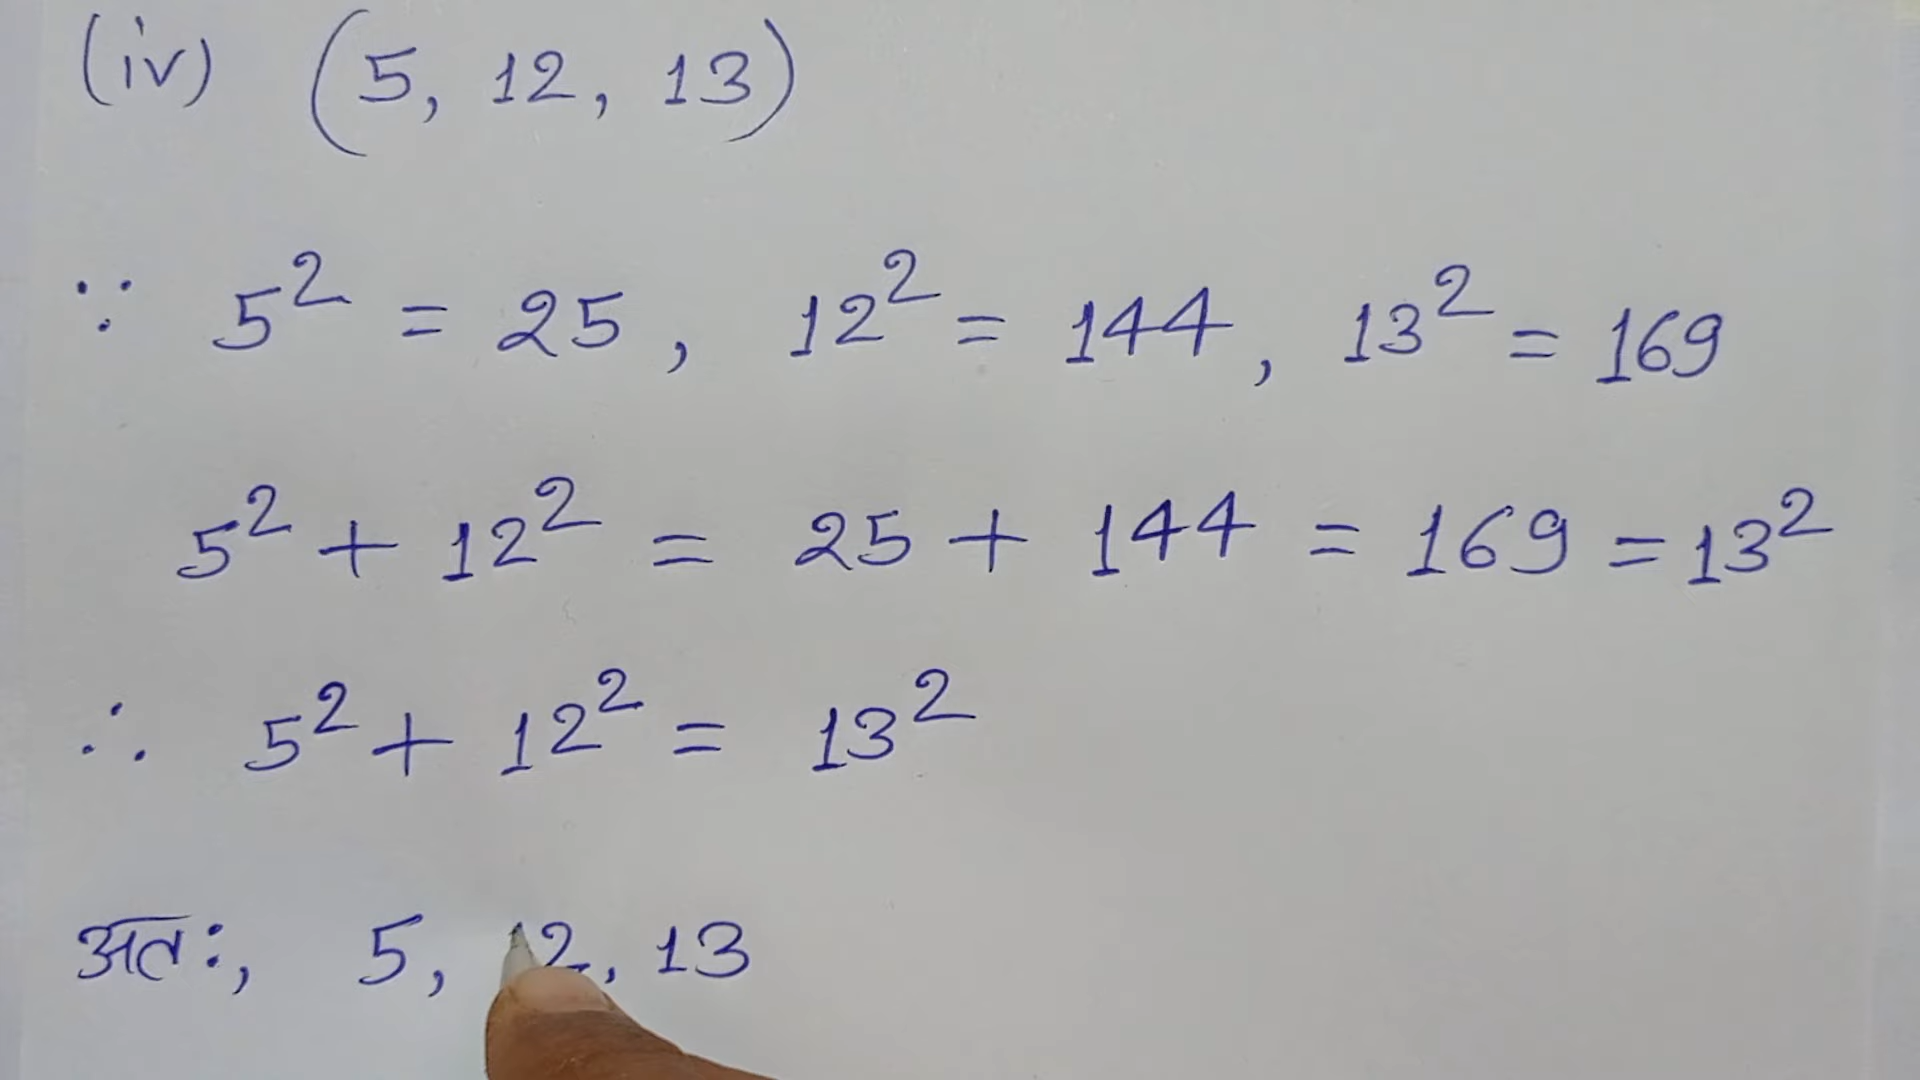 (iv) (5, 12, 13)
∵ 5² = 25, 12² = 144, 13² = 169
5² + 12² = 25 + 144 = 169 = 13²
∴ 5² + 12² = 13²
अतः, 5, 12, 13